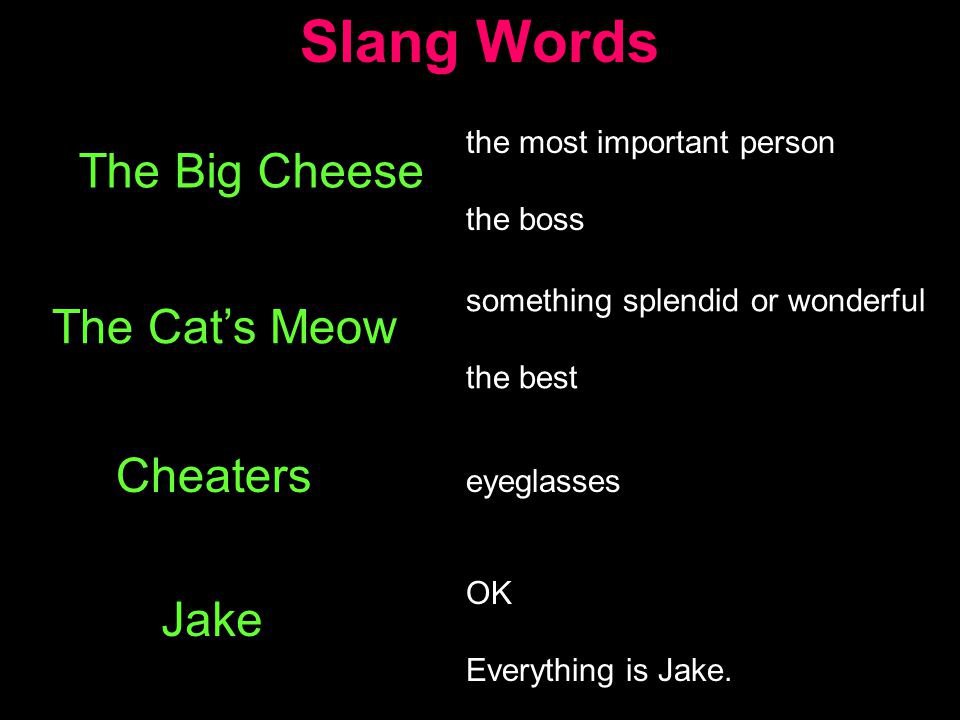 Slang Words
The Big Cheese
the most important person
the boss
The Cat’s Meow
something splendid or wonderful
the best
Cheaters
eyeglasses
Jake
OK
Everything is Jake.